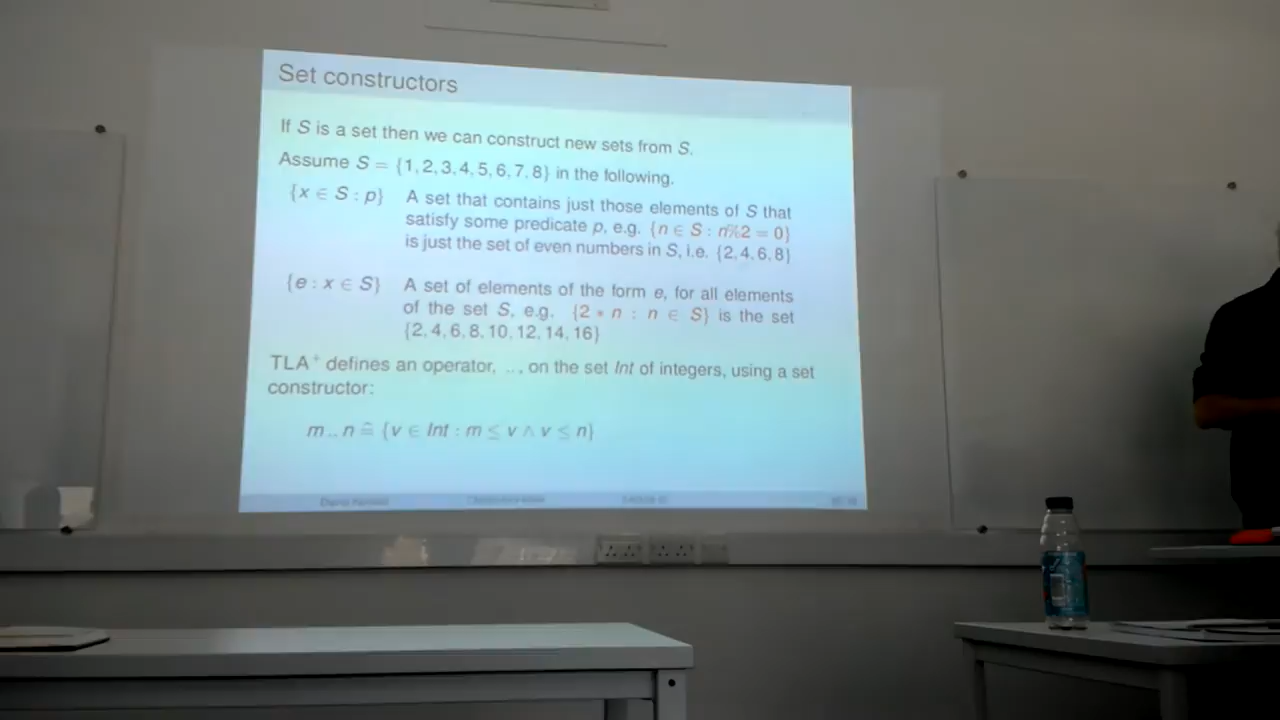 Set constructors
If S is a set then we can construct new sets from S.
Assume S = {1, 2, 3, 4, 5, 6, 7, 8} in the following.
{x ∈ S : p} A set that contains just those elements of S that
satisfy some predicate p, e.g. {n ∈ S : n%2 = 0}
is just the set of even numbers in S, i.e. {2, 4, 6, 8}
{e : x ∈ S} A set of elements of the form e, for all elements
of the set S, e.g. {2 * n : n ∈ S} is the set
{2, 4, 6, 8, 10, 12, 14, 16}
TLA⁺ defines an operator, .., on the set Int of integers, using a set
constructor:
m .. n ≙ {v ∈ Int : m ≤ v ∧ v ≤ n}